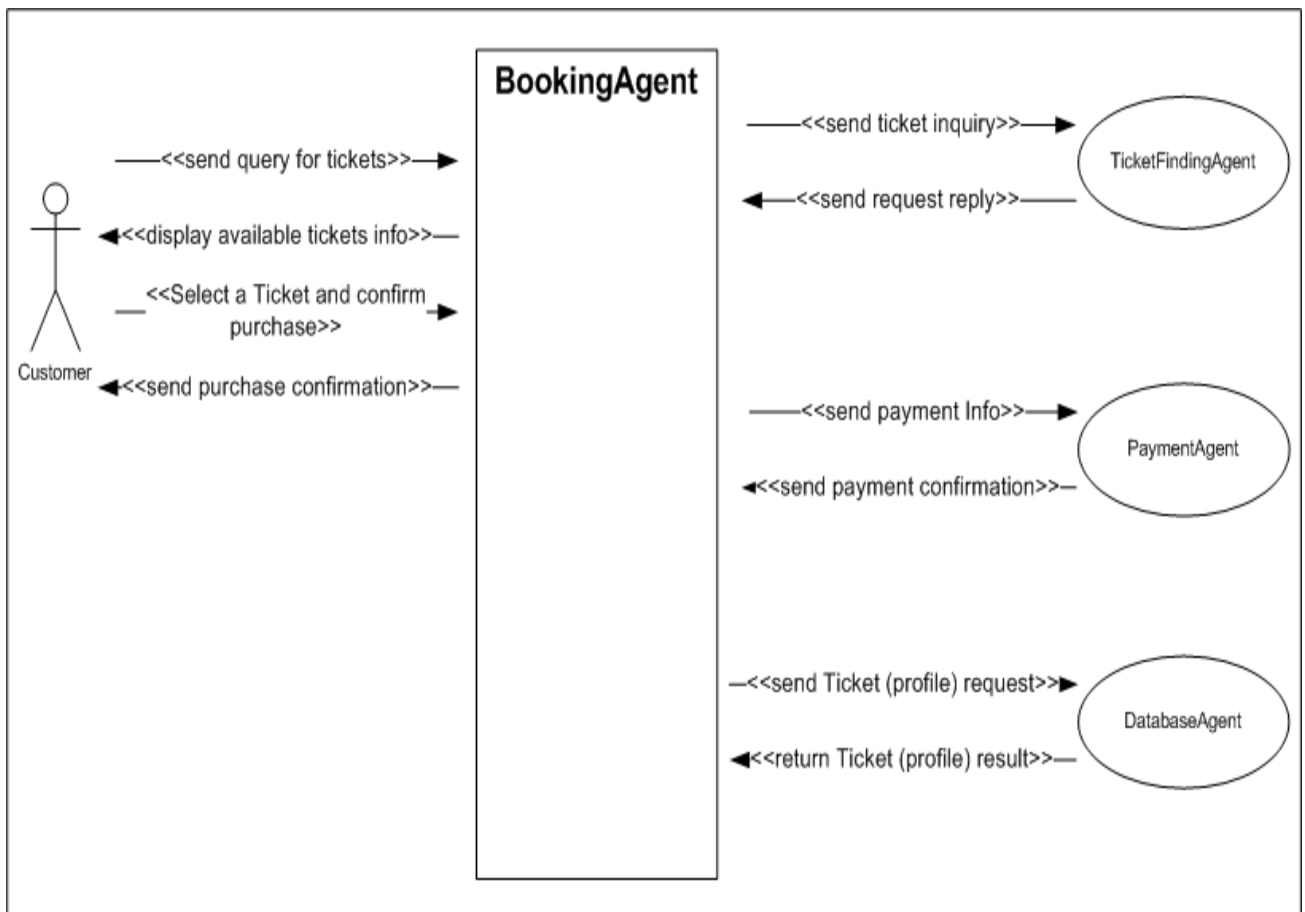 BookingAgent
<<send query for tickets>>
<<display available tickets info>>
<<Select a Ticket and confirm
purchase>>
<<send purchase confirmation>>
Customer
<<send ticket inquiry>>
<<send request reply>>
TicketFindingAgent
<<send payment Info>>
<<send payment confirmation>>
PaymentAgent
<<send Ticket (profile) request>>
<<return Ticket (profile) result>>
DatabaseAgent